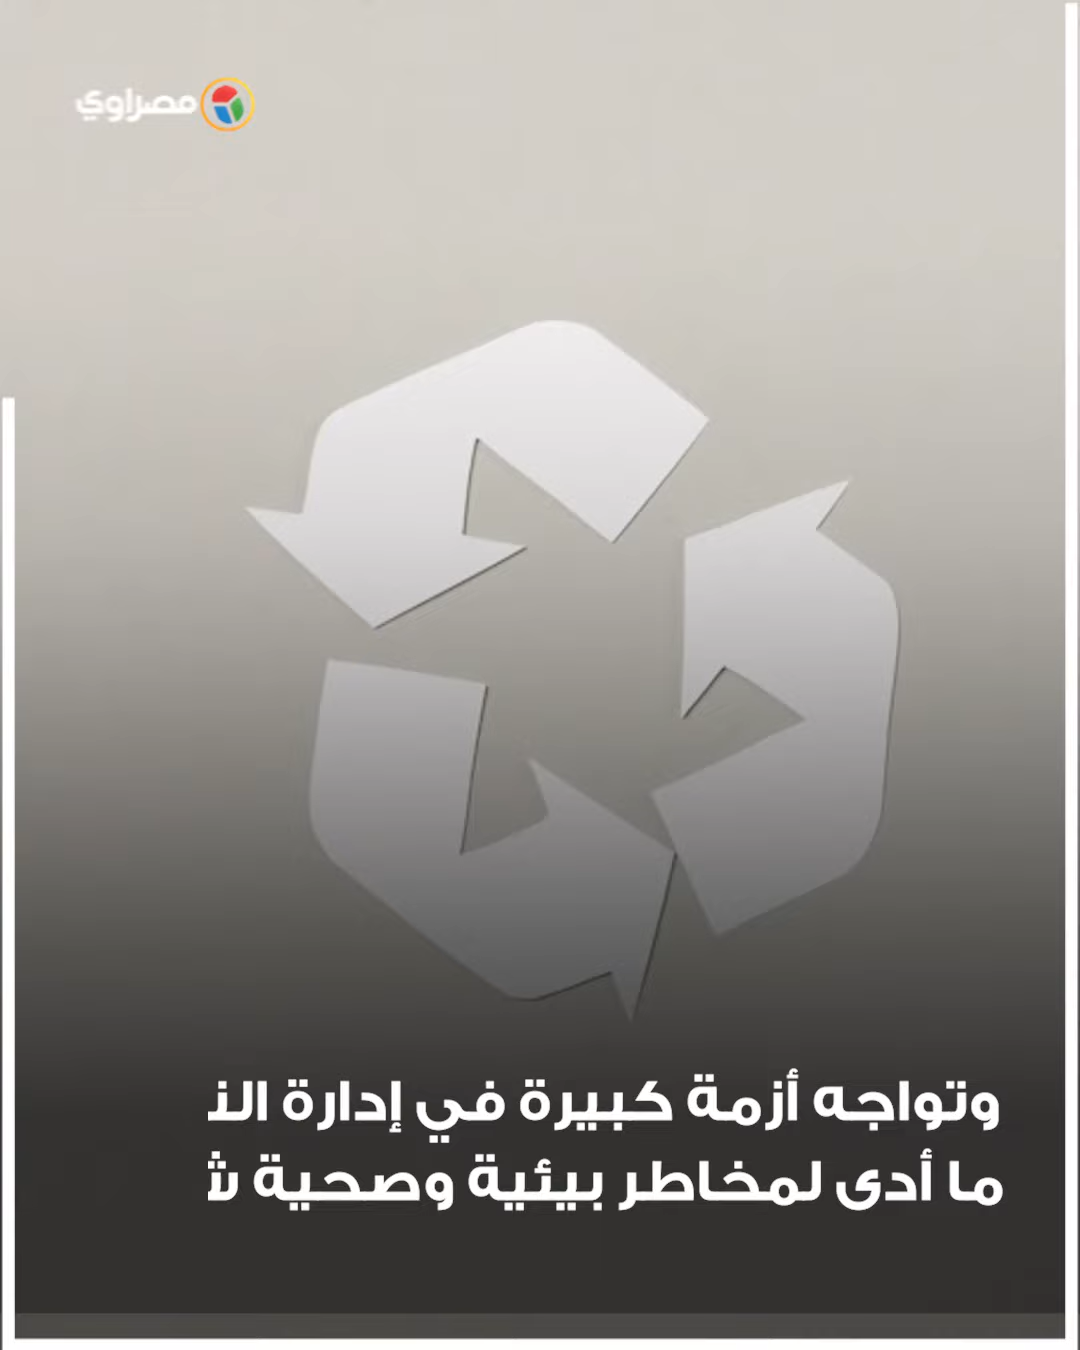 مصراوي
وتواجه أزمة كبيرة في إدارة
ما أدى لمخاطر بيئية وصحية